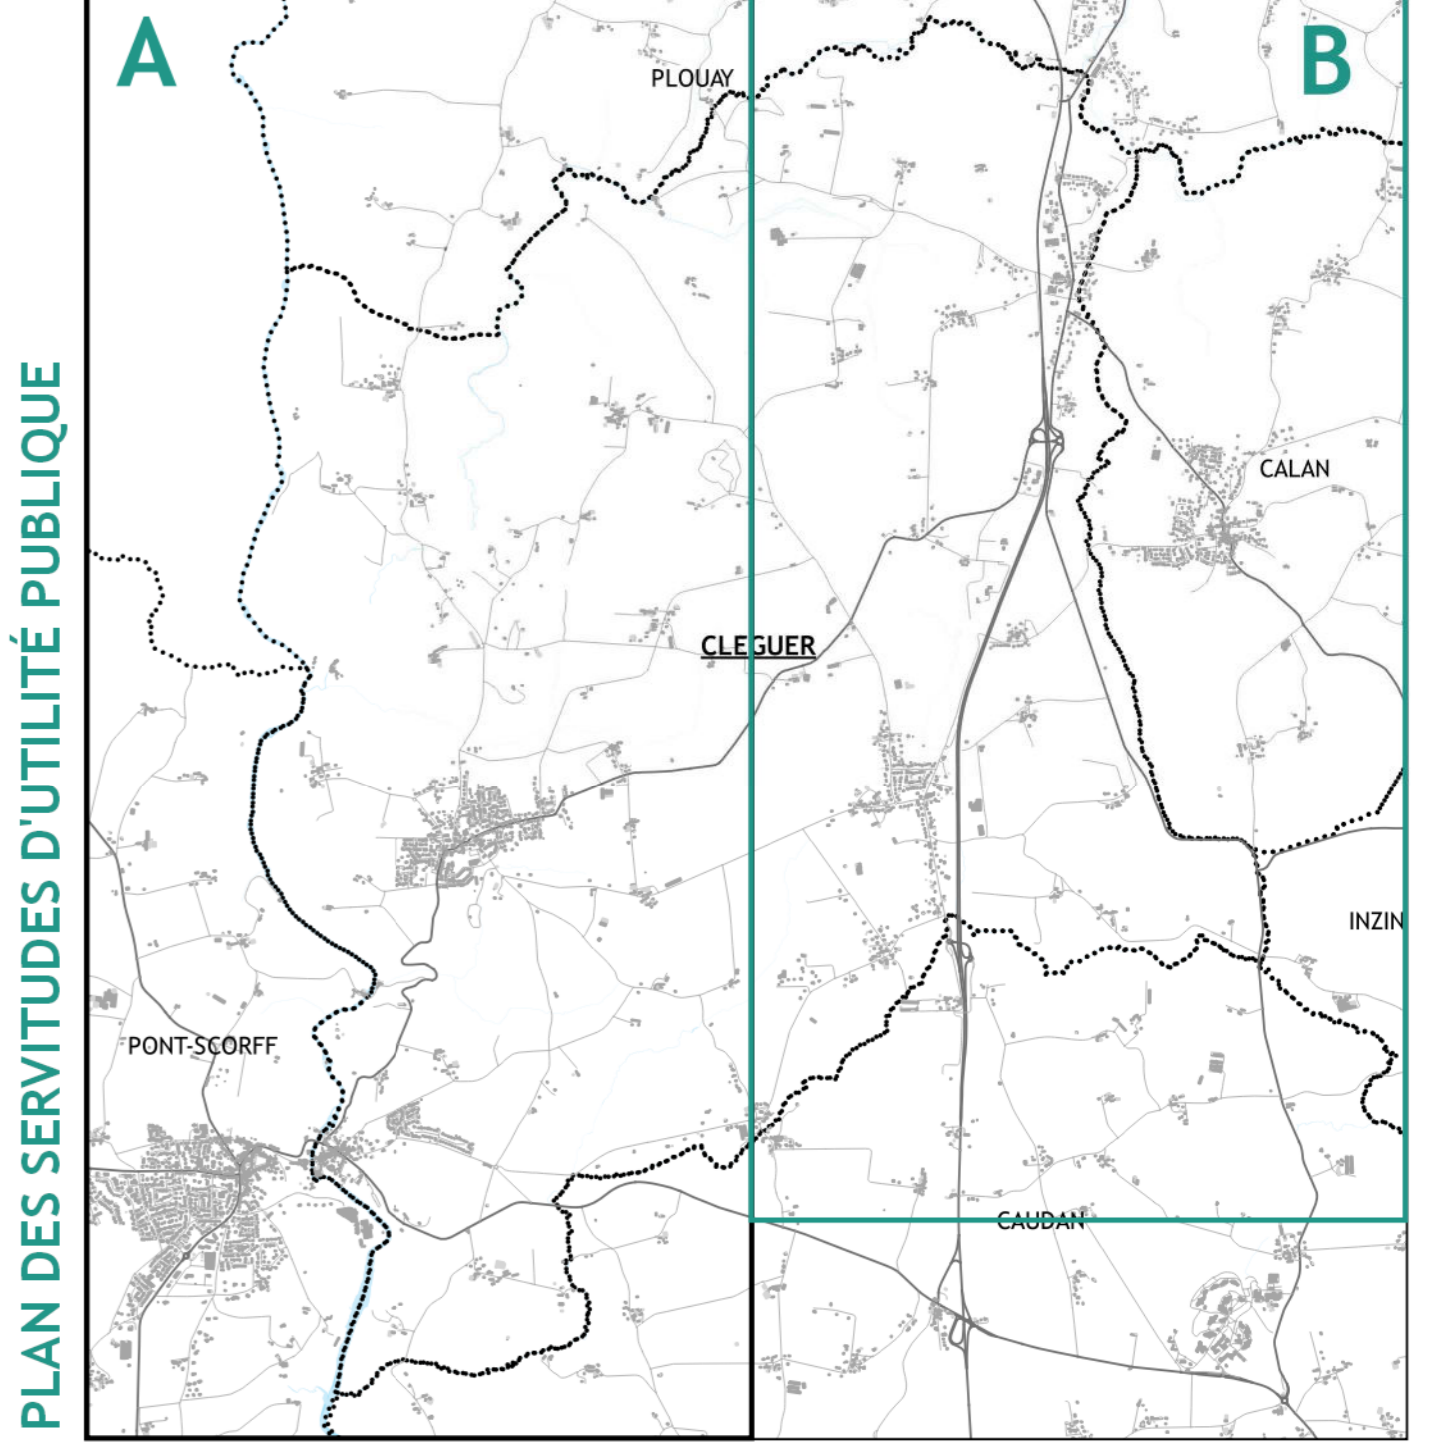 PLAN DES SERVITUDES D'UTILITÉ PUBLIQUE
A
B
PLOUAY
CALAN
CLEGUER
INZIN
PONT-SCORFF
CAUDAN